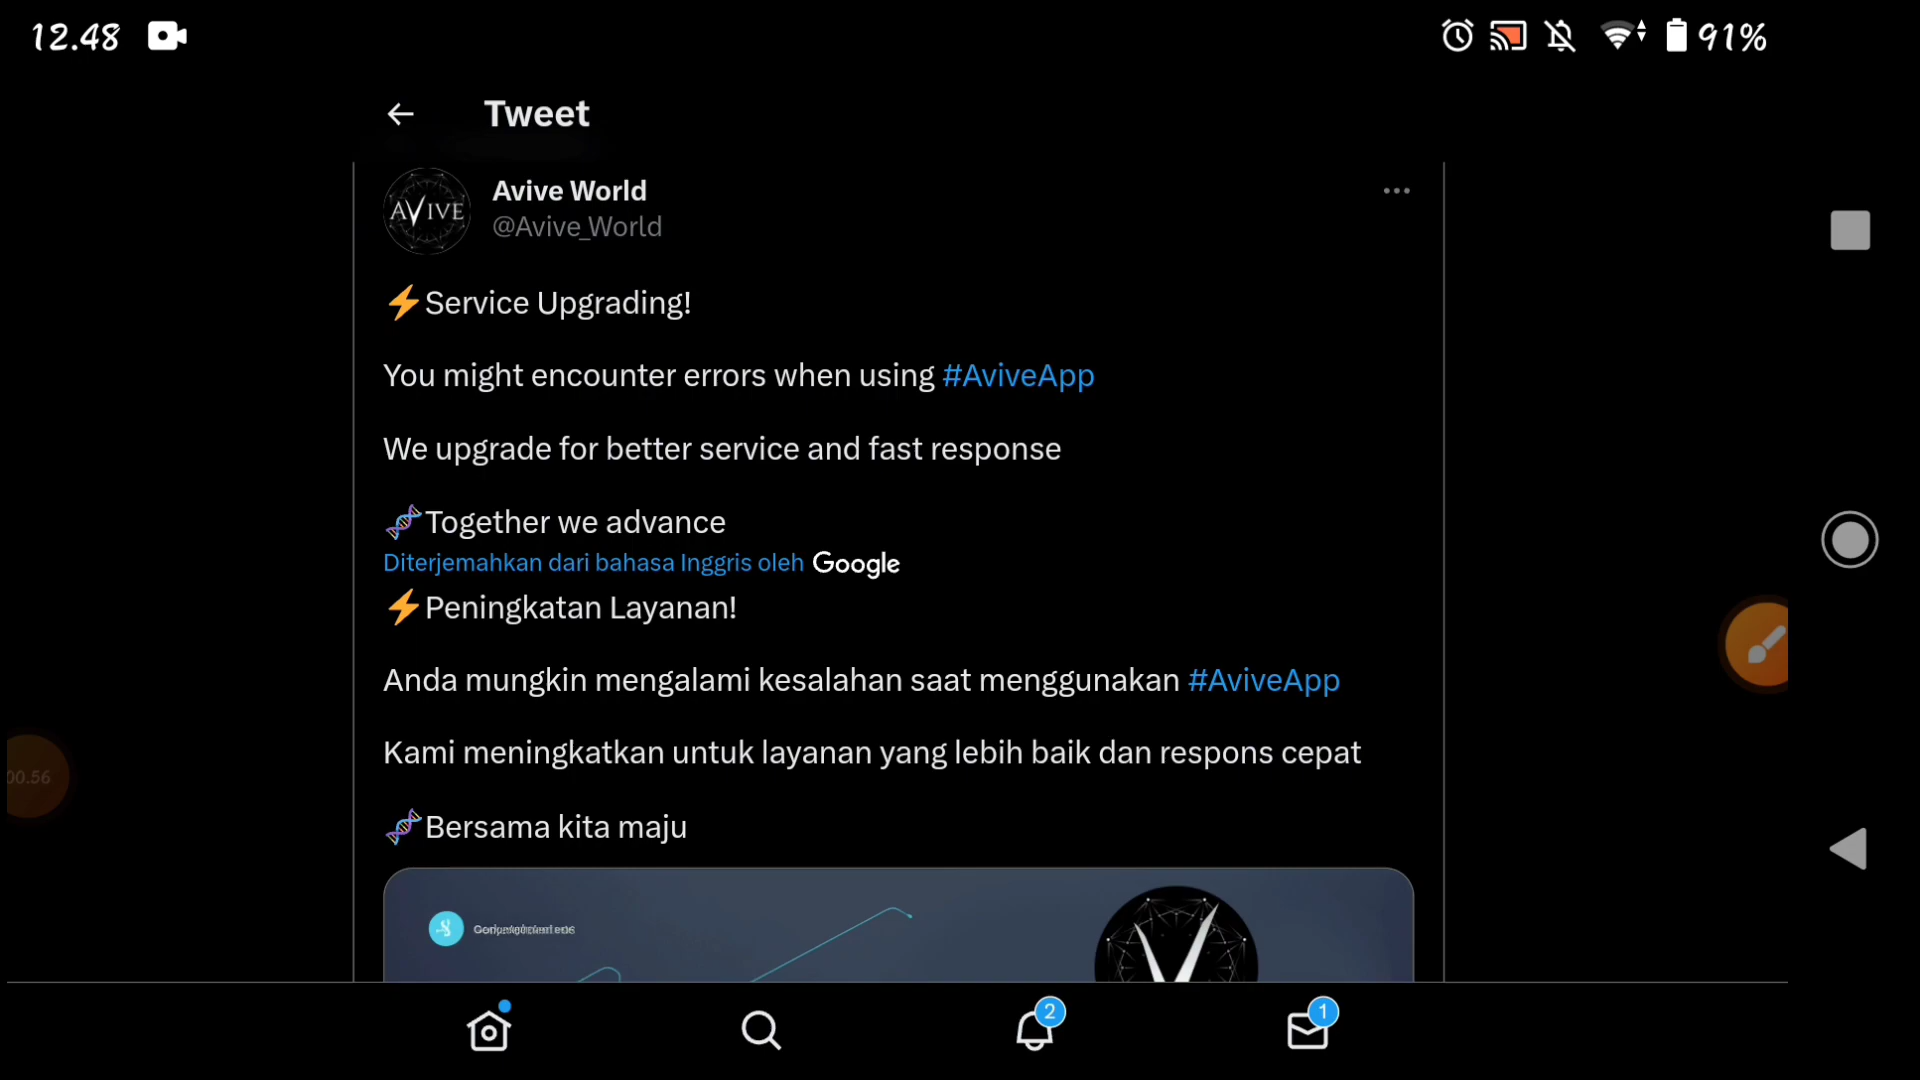 12.48
91%
Tweet
AVIVE
Avive World
@Avive_World
⚡Service Upgrading!
You might encounter errors when using #AviveApp
We upgrade for better service and fast response
🧬Together we advance
Diterjemahkan dari bahasa Inggris oleh Google
⚡Peningkatan Layanan!
Anda mungkin mengalami kesalahan saat menggunakan #AviveApp
Kami meningkatkan untuk layanan yang lebih baik dan respons cepat
00.56
🧬Bersama kita maju
2
1